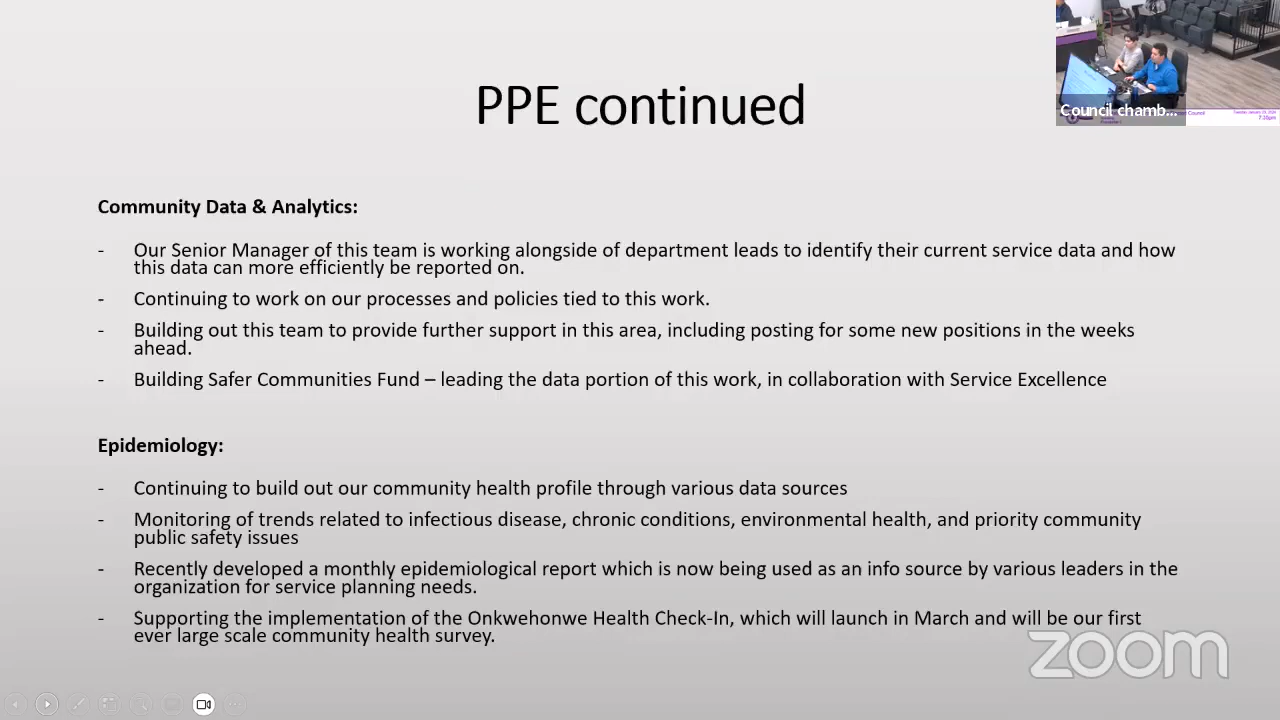 PPE continued
Council chamb...
Community Data & Analytics:
- Our Senior Manager of this team is working alongside of department leads to identify their current service data and how
this data can more efficiently be reported on.
- Continuing to work on our processes and policies tied to this work.
- Building out this team to provide further support in this area, including posting for some new positions in the weeks
ahead.
- Building Safer Communities Fund – leading the data portion of this work, in collaboration with Service Excellence
Epidemiology:
- Continuing to build out our community health profile through various data sources
- Monitoring of trends related to infectious disease, chronic conditions, environmental health, and priority community
public safety issues
- Recently developed a monthly epidemiological report which is now being used as an info source by various leaders in the
organization for service planning needs.
- Supporting the implementation of the Onkwehonwe Health Check-In, which will launch in March and will be our first
ever large scale community health survey.
zoom